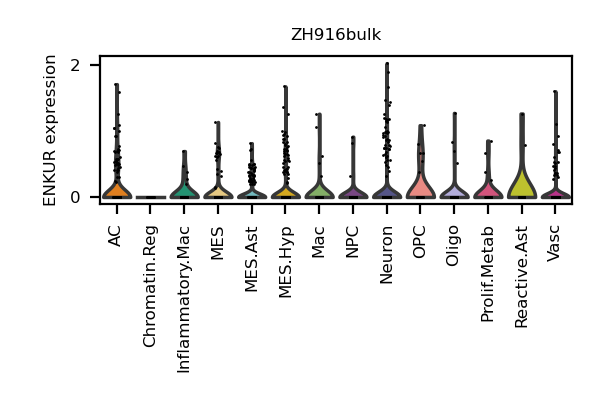 ZH916bulk
ENKUR expression
2
0
AC
Chromatin.Reg
Inflammatory.Mac
MES
MES.Ast
MES.Hyp
Mac
NPC
Neuron
OPC
Oligo
Prolif.Metab
Reactive.Ast
Vasc